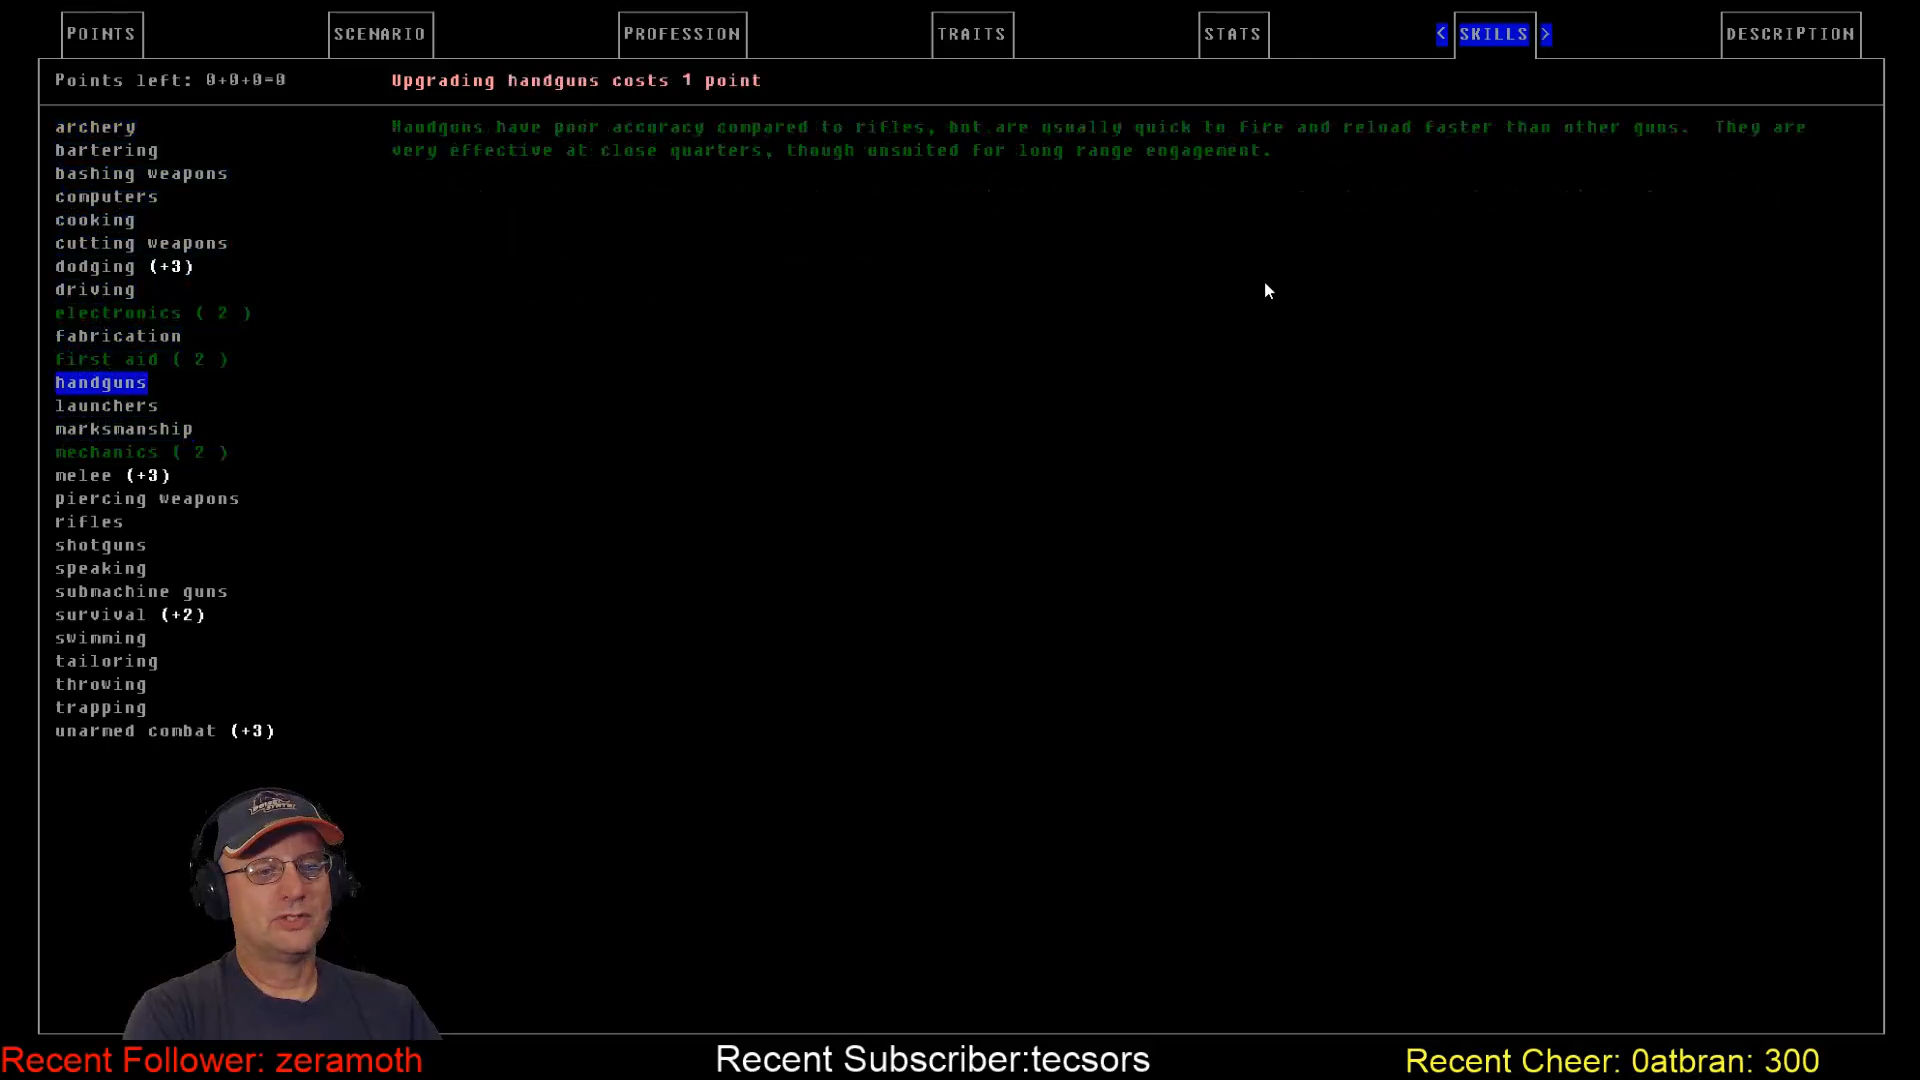 POINTS SCENARIO PROFESSION TRAITS STATS < SKILLS > DESCRIPTION
Points left: 0+0+0=0 Upgrading handguns costs 1 point
archery Handguns have poor accuracy compared to rifles, but are usually quick to fire and reload faster than other guns. They are
bartering very effective at close quarters, though unsuited for long range engagement.
bashing weapons
computers
cooking
cutting weapons
dodging (+3)
driving
electronics ( 2 )
fabrication
first aid ( 2 )
handguns
launchers
marksmanship
mechanics ( 2 )
melee (+3)
piercing weapons
rifles
shotguns
speaking
submachine guns
survival (+2)
swimming
tailoring
throwing
trapping
unarmed combat (+3)
Recent Follower: zeramoth Recent Subscriber:tecsors Recent Cheer: 0atbran: 300